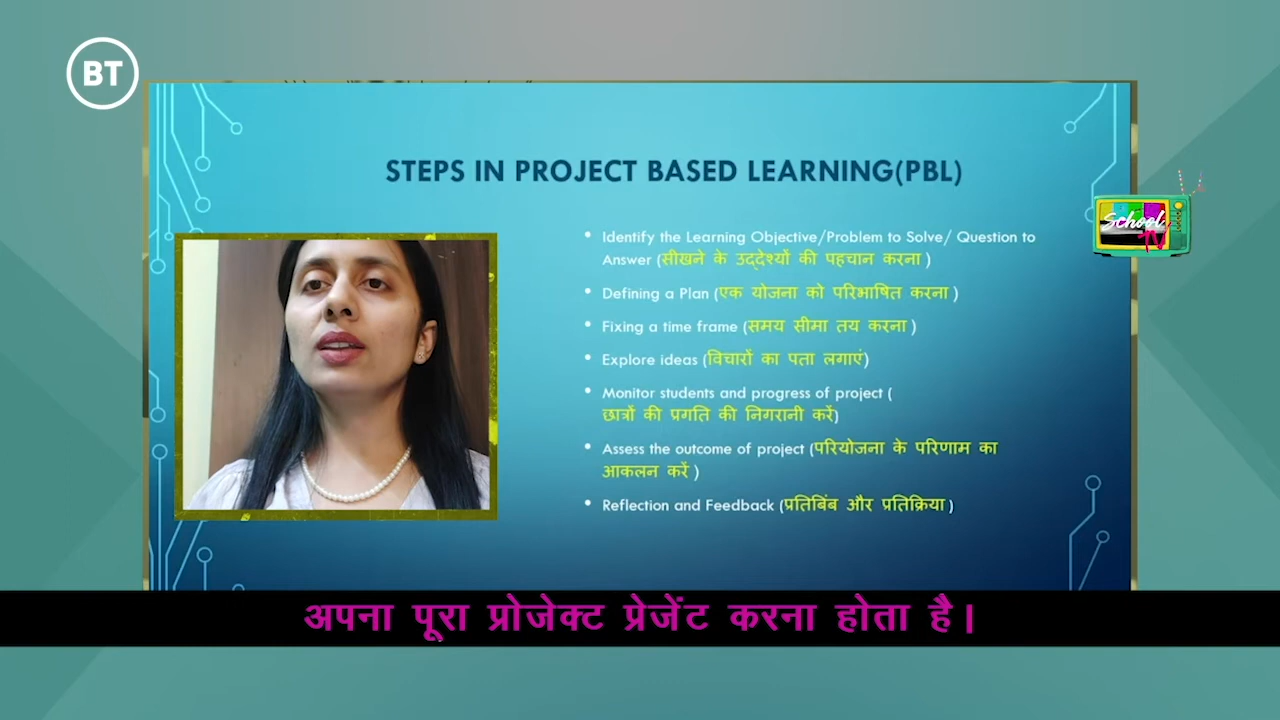 BT
STEPS IN PROJECT BASED LEARNING(PBL)
School
TV
• Identify the Learning Objective/Problem to Solve/ Question to
Answer (सीखने के उद्देश्यों की पहचान करना )
• Defining a Plan (एक योजना को परिभाषित करना )
• Fixing a time frame (समय सीमा तय करना )
• Explore ideas (विचारों का पता लगाएं)
• Monitor students and progress of project (
छात्रों की प्रगति की निगरानी करें)
• Assess the outcome of project (परियोजना के परिणाम का
आकलन करें )
• Reflection and Feedback (प्रतिबिंब और प्रतिक्रिया )
अपना पूरा प्रोजेक्ट प्रेजेंट करना होता है।